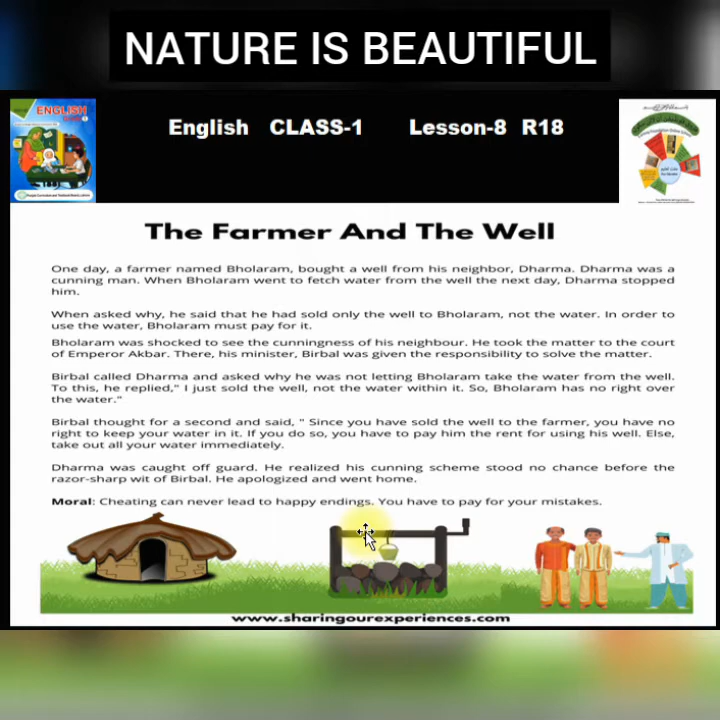 NATURE IS BEAUTIFUL
ENGLISH
English CLASS-1 Lesson-8 R18
The Farmer And The Well
One day, a farmer named Bholaram, bought a well from his neighbor, Dharma. Dharma was a
cunning man. When Bholaram went to fetch water from the well the next day, Dharma stopped
him.
When asked why, he said that he had sold only the well to Bholaram, not the water. In order to
use the water, Bholaram must pay for it.
Bholaram was shocked to see the cunningness of his neighbour. He took the matter to the court
of Emperor Akbar. There, his minister, Birbal was given the responsibility to solve the matter.
Birbal called Dharma and asked why he was not letting Bholaram take the water from the well.
To this, he replied," I just sold the well, not the water within it. So, Bholaram has no right over
the water."
Birbal thought for a second and said, " Since you have sold the well to the farmer, you have no
right to keep your water in it. If you do so, you have to pay him the rent for using his well. Else,
take out all your water immediately.
Dharma was caught off guard. He realized his cunning scheme stood no chance before the
razor-sharp wit of Birbal. He apologized and went home.
Moral: Cheating can never lead to happy endings. You have to pay for your mistakes.
www.sharingourexperiences.com